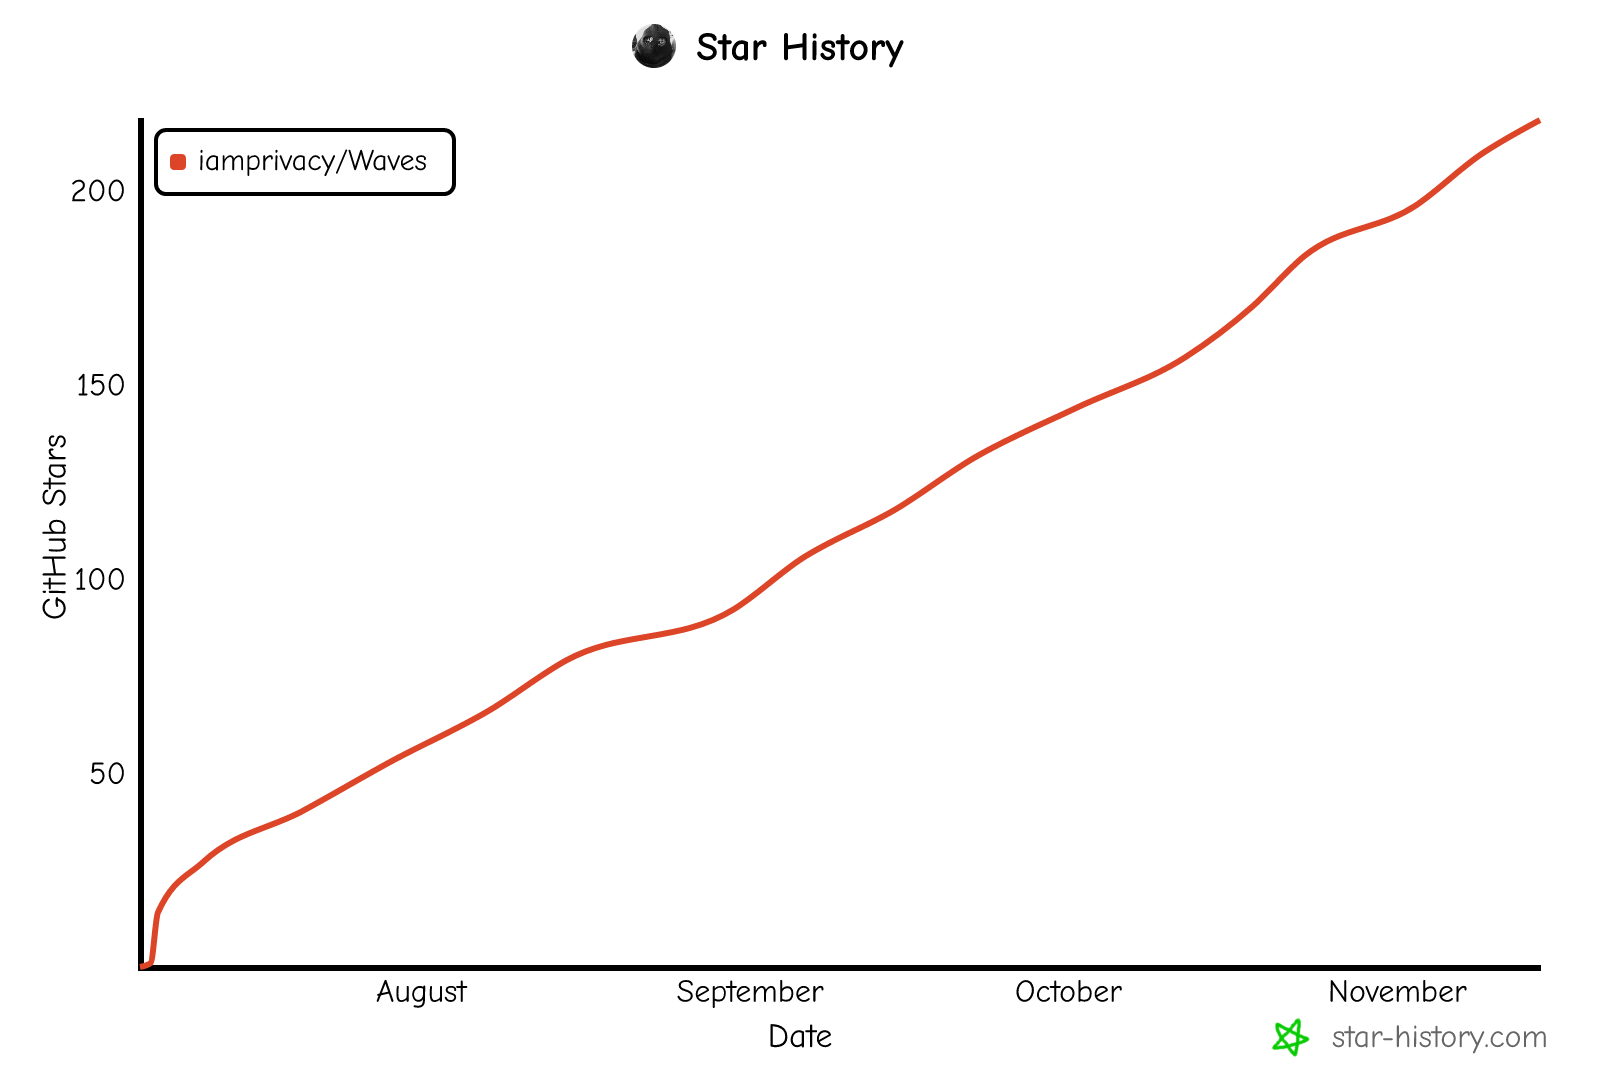 Star History
iamprivacy/Waves
200
150
100
50
GitHub Stars
August
September
October
November
Date
star-history.com